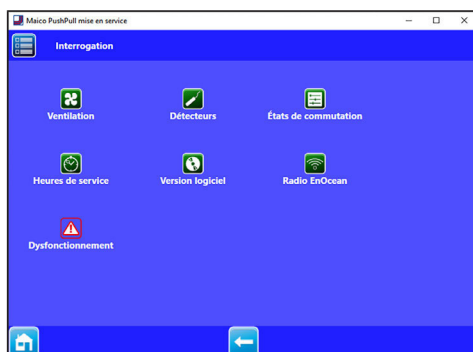 Maico PushPull mise en service
Interrogation
Ventilation
Détecteurs
États de commutation
Heures de service
Version logiciel
Radio EnOcean
Dysfonctionnement